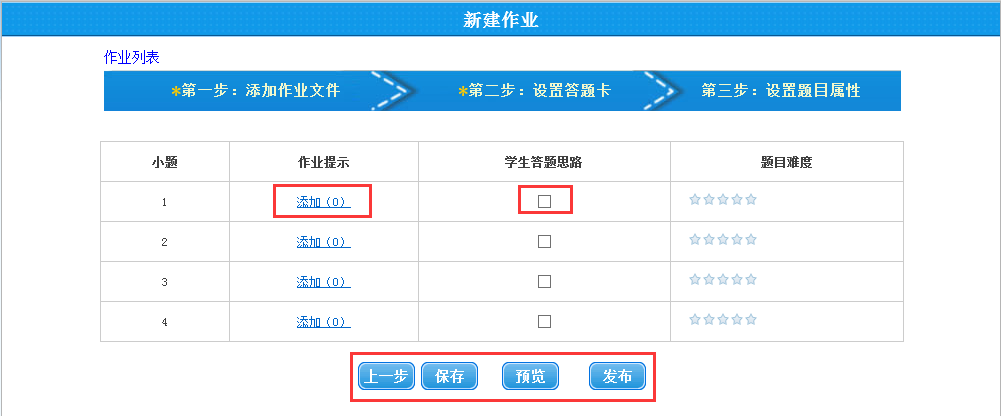 新建作业
作业列表
*第一步：添加作业文件 *第二步：设置答题卡 第三步：设置题目属性
小题 作业提示 学生答题思路 题目难度
1 添加（0）
2 添加（0）
3 添加（0）
4 添加（0）
上一步 保存 预览 发布